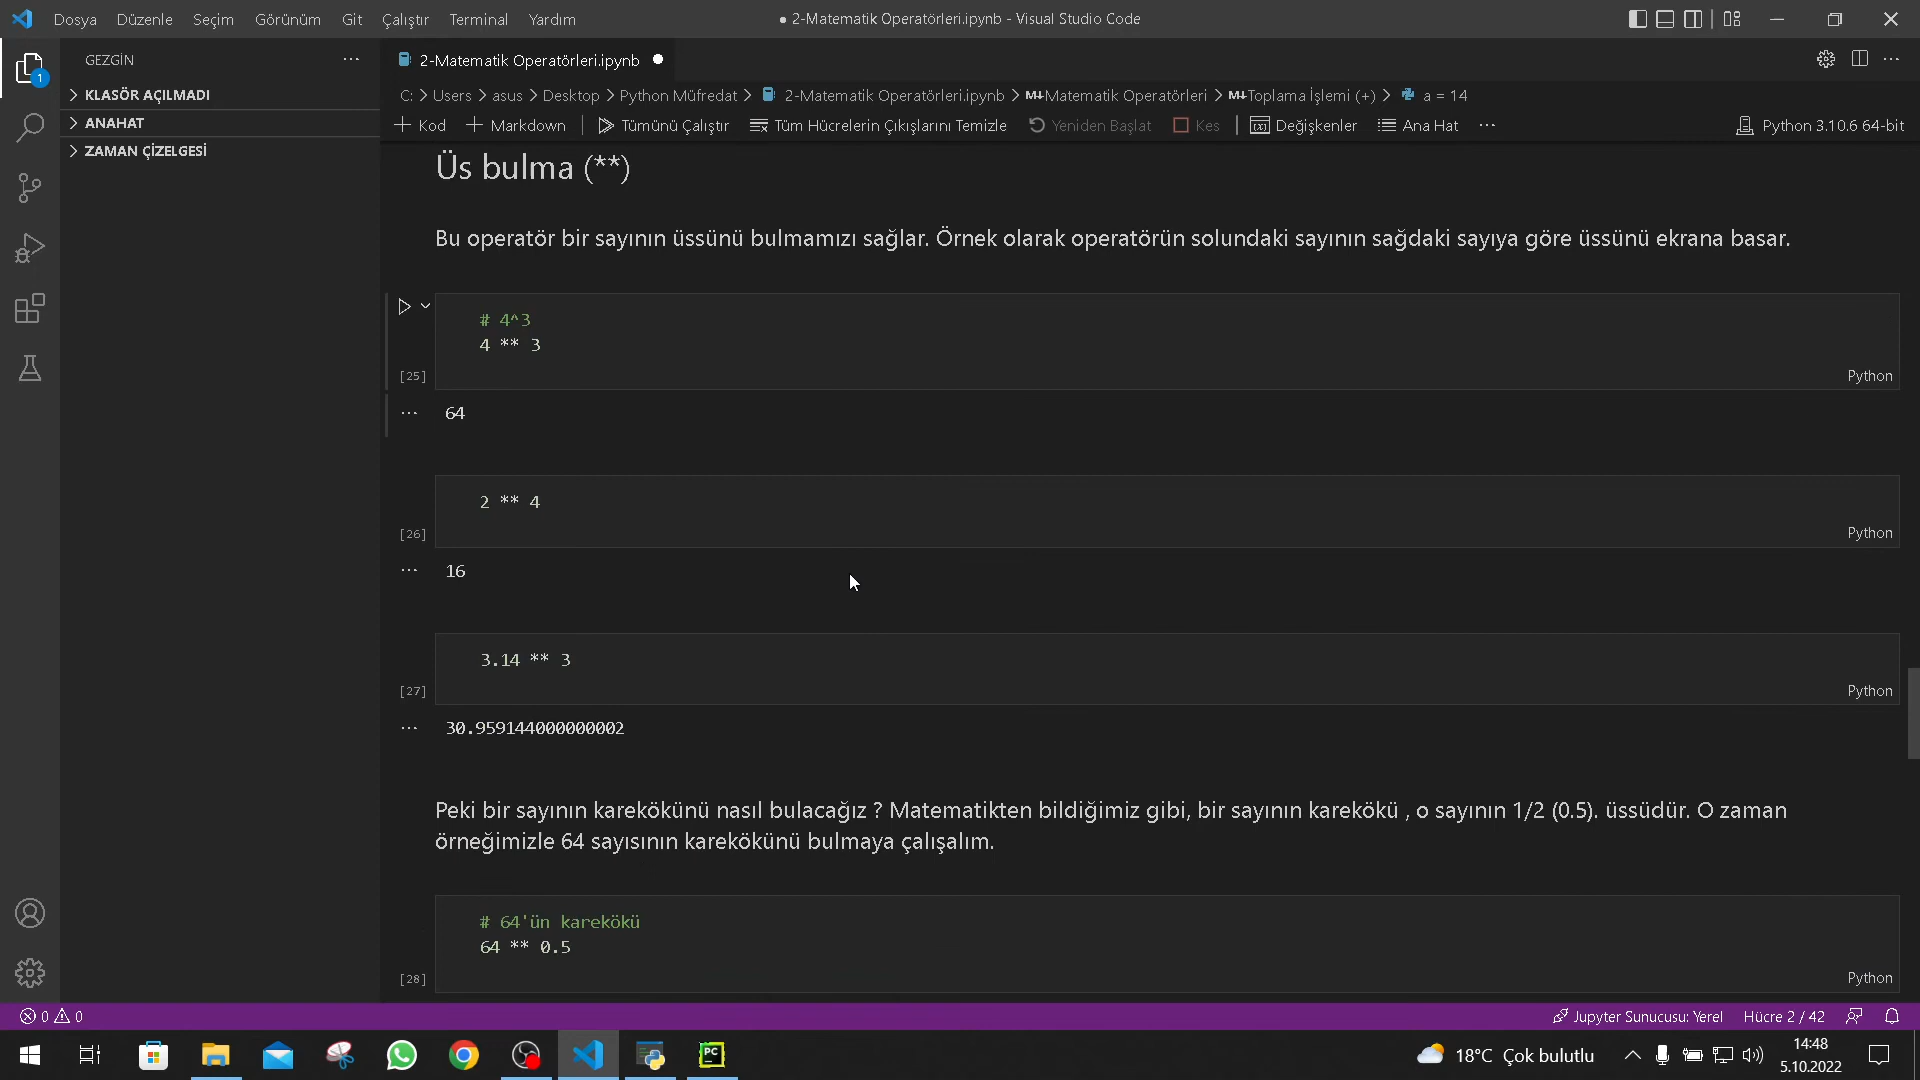 Dosya Düzenle Seçim Görünüm Git Çalıştır Terminal Yardım
● 2-Matematik Operatörleri.ipynb - Visual Studio Code
GEZGİN
KLASÖR AÇILMADI
ANAHAT
ZAMAN ÇİZELGESİ
1
2-Matematik Operatörleri.ipynb
C: > Users > asus > Desktop > Python Müfredat > 2-Matematik Operatörleri.ipynb > M↓Matematik Operatörleri > M↓Toplama İşlemi (+) > a = 14
+ Kod + Markdown Tümünü Çalıştır Tüm Hücrelerin Çıkışlarını Temizle Yeniden Başlat Kes Değişkenler Ana Hat ... Python 3.10.6 64-bit
Üs bulma (**)
Bu operatör bir sayının üssünü bulmamızı sağlar. Örnek olarak operatörün solundaki sayının sağdaki sayıya göre üssünü ekrana basar.
# 4^3
4 ** 3
[25] Python
... 64
2 ** 4
[26] Python
... 16
3.14 ** 3
[27] Python
... 30.959144000000002
Peki bir sayının karekökünü nasıl bulacağız ? Matematikten bildiğimiz gibi, bir sayının karekökü , o sayının 1/2 (0.5). üssüdür. O zaman
örneğimizle 64 sayısının karekökünü bulmaya çalışalım.
# 64'ün karekökü
64 ** 0.5
[28] Python
0 0
Jupyter Sunucusu: Yerel Hücre 2 / 42
PC
18°C Çok bulutlu
14:48
5.10.2022